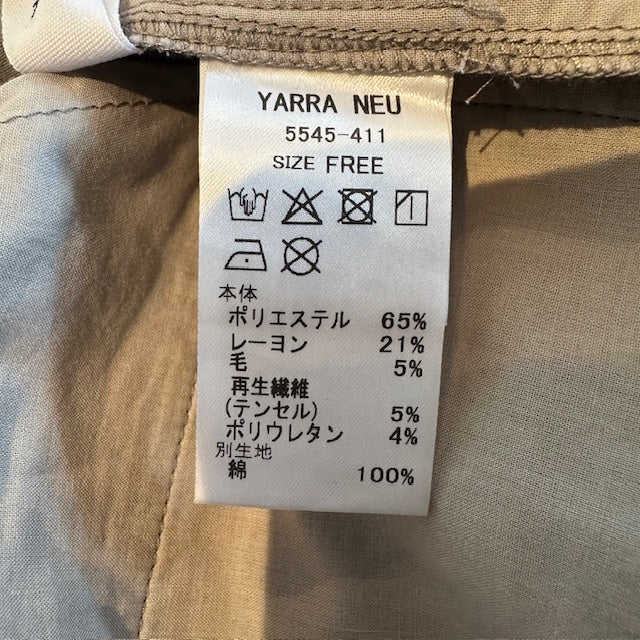 YARRA NEU
5545-411
SIZE FREE
本体
ポリエステル 65%
レーヨン 21%
毛 5%
再生繊維
(テンセル) 5%
ポリウレタン 4%
別生地
綿 100%